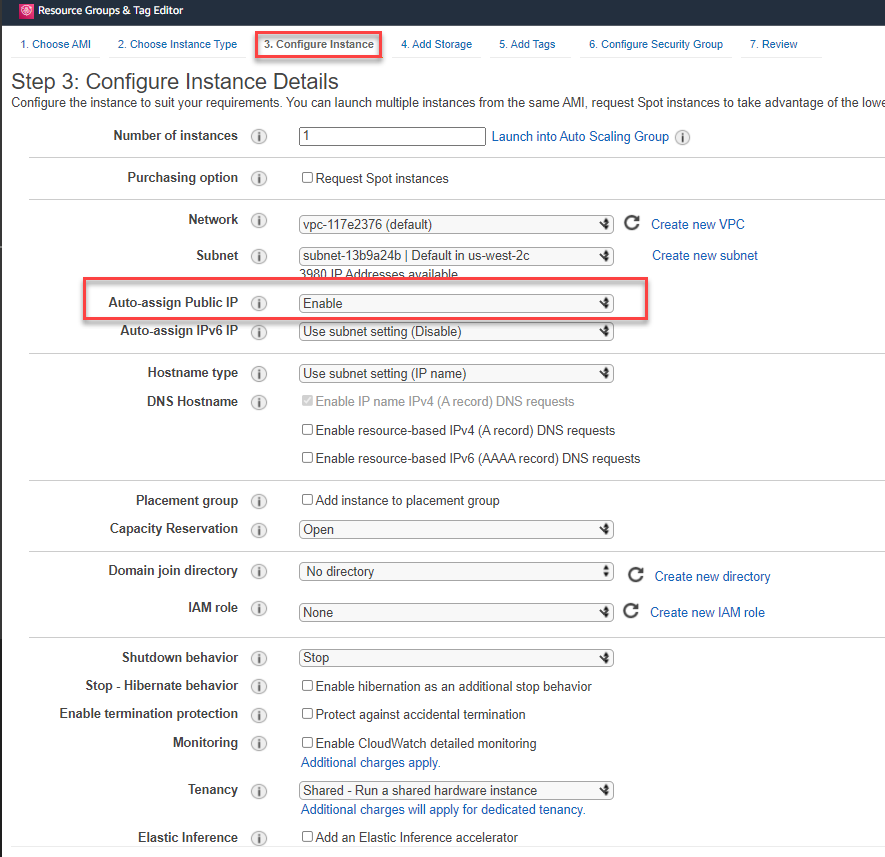 Resource Groups & Tag Editor
1. Choose AMI 2. Choose Instance Type 3. Configure Instance 4. Add Storage 5. Add Tags 6. Configure Security Group 7. Review
Step 3: Configure Instance Details
Configure the instance to suit your requirements. You can launch multiple instances from the same AMI, request Spot instances to take advantage of the
Number of instances 1 Launch into Auto Scaling Group
Purchasing option Request Spot instances
Network vpc-117e2376 (default) Create new VPC
Subnet subnet-13b9a24b | Default in us-west-2c Create new subnet
3980 IP Addresses available
Auto-assign Public IP Enable
Auto-assign IPv6 IP Use subnet setting (Disable)
Hostname type Use subnet setting (IP name)
DNS Hostname Enable IP name IPv4 (A record) DNS requests
Enable resource-based IPv4 (A record) DNS requests
Enable resource-based IPv6 (AAAA record) DNS requests
Placement group Add instance to placement group
Capacity Reservation Open
Domain join directory No directory Create new directory
IAM role None Create new IAM role
Shutdown behavior Stop
Stop - Hibernate behavior Enable hibernation as an additional stop behavior
Enable termination protection Protect against accidental termination
Monitoring Enable CloudWatch detailed monitoring
Additional charges apply.
Tenancy Shared - Run a shared hardware instance
Additional charges will apply for dedicated tenancy.
Elastic Inference Add an Elastic Inference accelerator